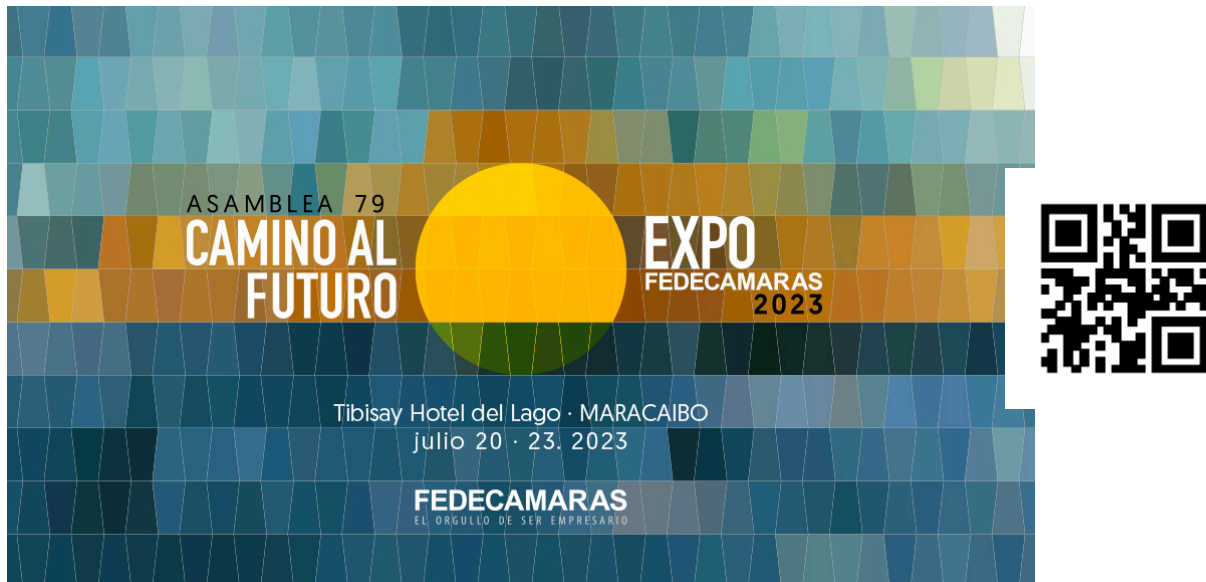 ASAMBLEA 79
CAMINO AL
FUTURO
EXPO
FEDECAMARAS
2023
Tibisay Hotel del Lago · MARACAIBO
julio 20 · 23. 2023
FEDECAMARAS
EL ORGULLO DE SER EMPRESARIO